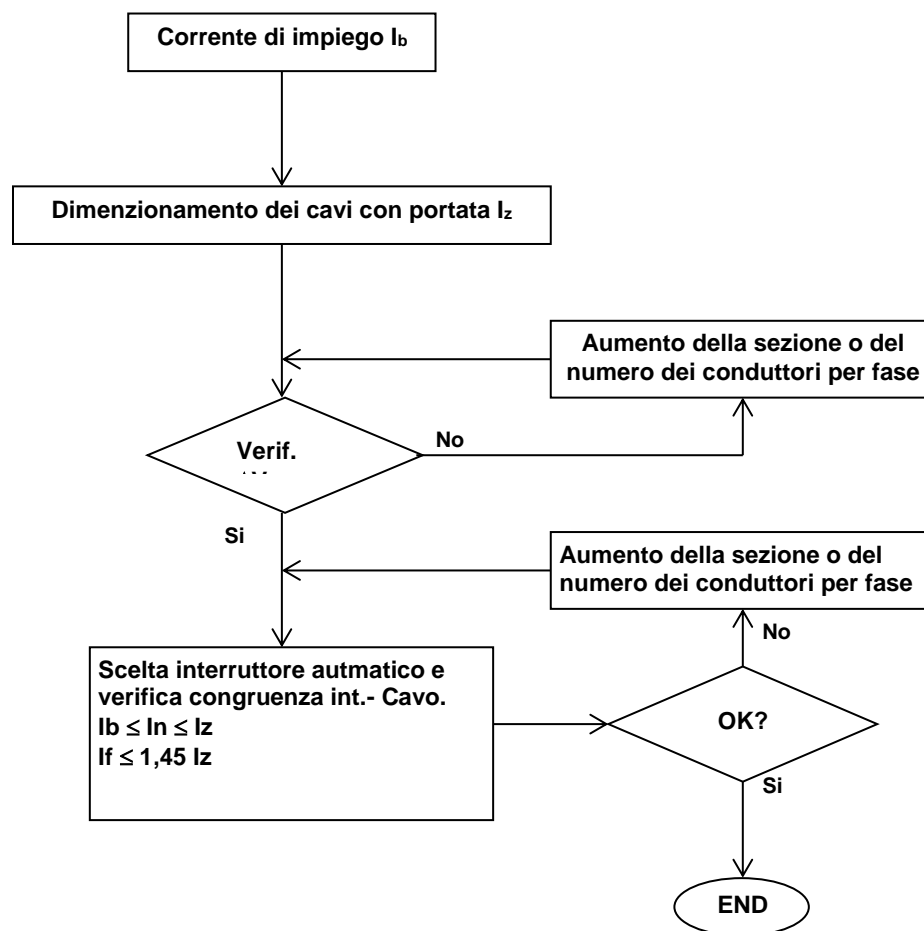 Corrente di impiego Ib
Dimenzionamento dei cavi con portata Iz
Aumento della sezione o del
numero dei conduttori per fase
Verif.
No
Si
Aumento della sezione o del
numero dei conduttori per fase
No
Scelta interruttore autmatico e
verifica congruenza int.- Cavo.
Ib ≤ In ≤ Iz
If ≤ 1,45 Iz
OK?
Si
END